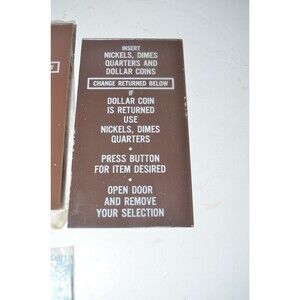 INSERT
NICKELS, DIMES
QUARTERS AND
DOLLAR COINS
CHANGE RETURNED BELOW
IF
DOLLAR COIN
IS RETURNED
USE
NICKELS, DIMES
QUARTERS
•
PRESS BUTTON
FOR ITEM DESIRED
•
OPEN DOOR
AND REMOVE
YOUR SELECTION